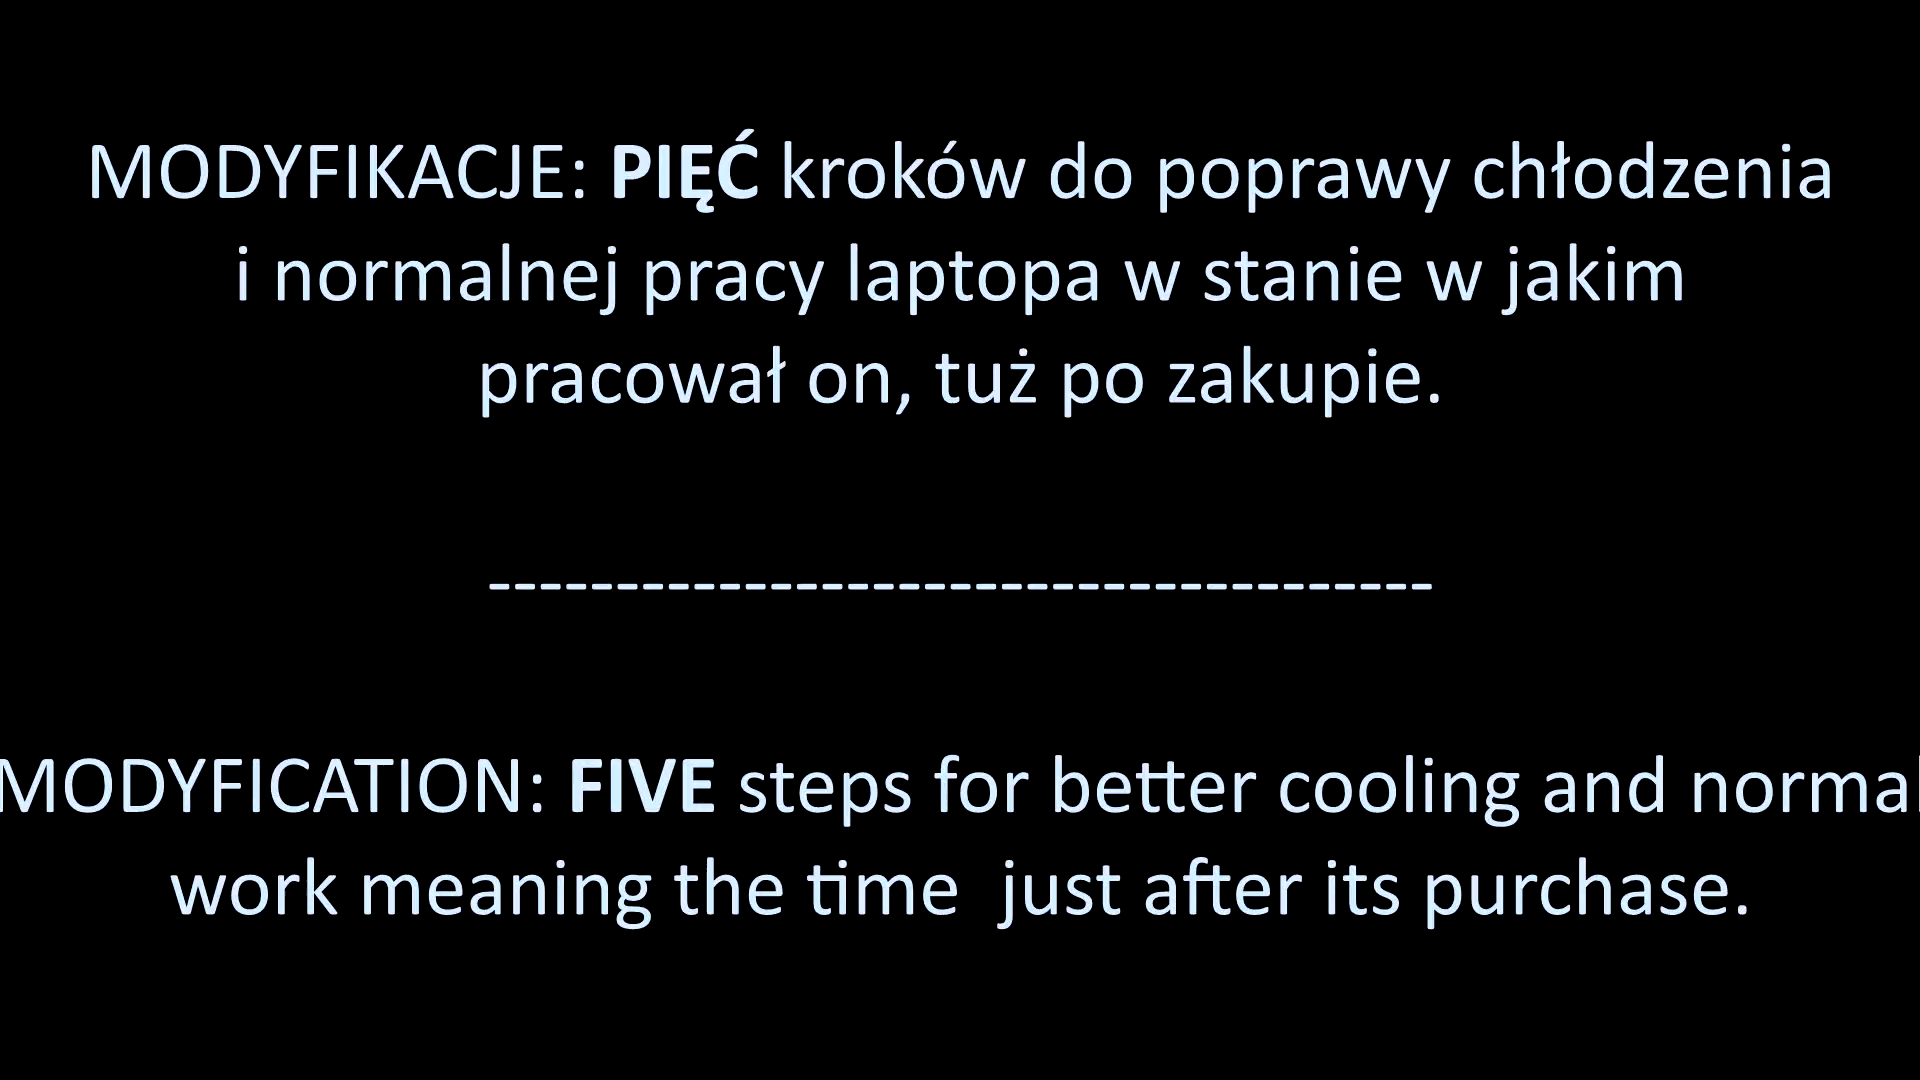 MODYFIKACJE: PIĘĆ kroków do poprawy chłodzenia
i normalnej pracy laptopa w stanie w jakim
pracował on, tuż po zakupie.
-------------------------------------
MODYFICATION: FIVE steps for better cooling and normal
work meaning the time  just after its purchase.